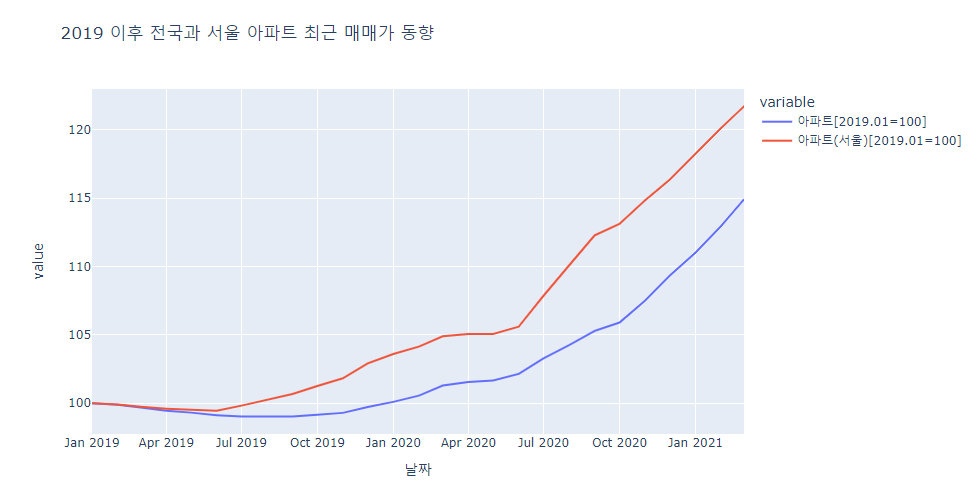 2019 이후 전국과 서울 아파트 최근 매매가 동향
variable
아파트[2019.01=100]
아파트(서울)[2019.01=100]
value
120
115
110
105
100
Jan 2019 Apr 2019 Jul 2019 Oct 2019 Jan 2020 Apr 2020 Jul 2020 Oct 2020 Jan 2021
날짜